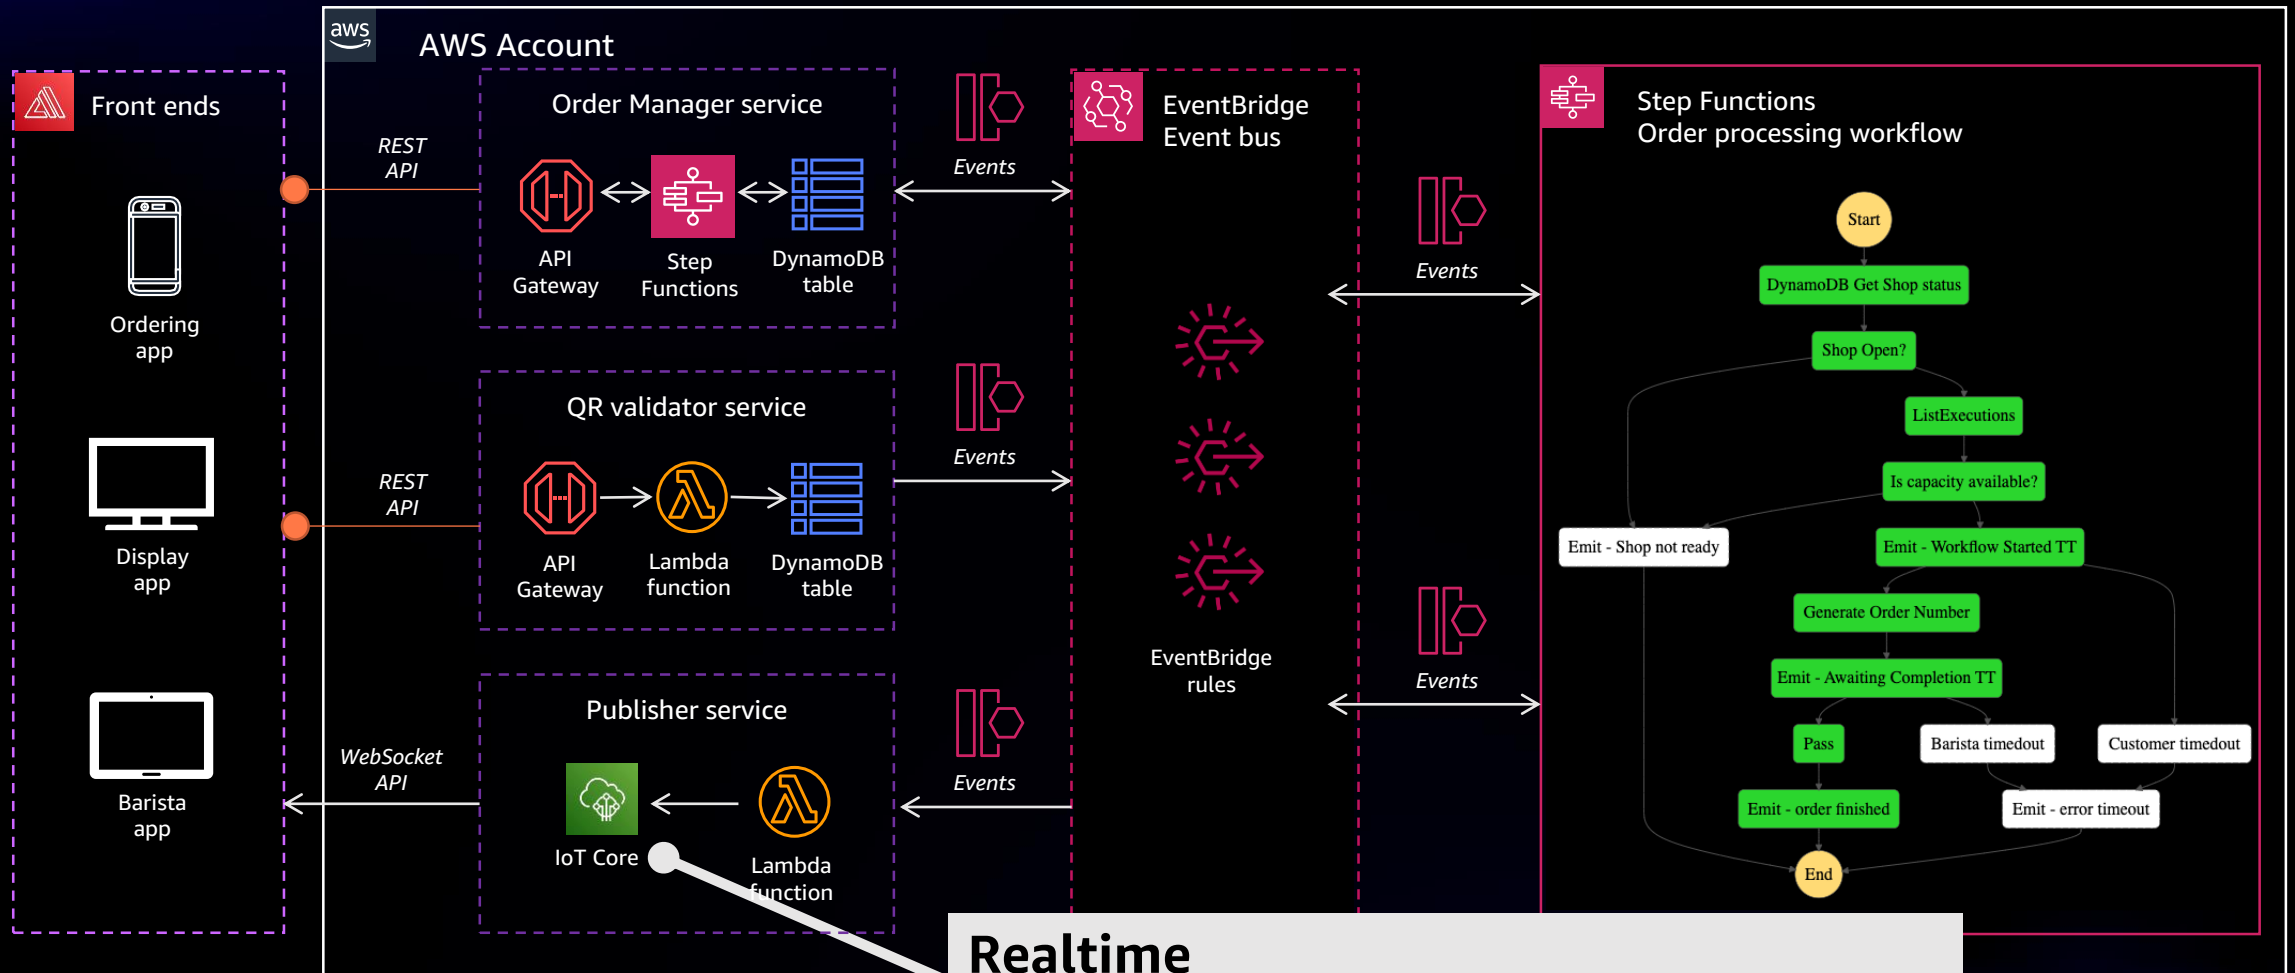 aws
AWS Account
Front ends
Ordering
app
Display
app
Barista
app
REST
API
REST
API
WebSocket
API
Order Manager service
API
Gateway
Step
Functions
DynamoDB
table
QR validator service
API
Gateway
Lambda
function
DynamoDB
table
Publisher service
IoT Core
Lambda
function
Events
Events
Events
EventBridge
Event bus
EventBridge
rules
Events
Events
Step Functions
Order processing workflow
Start
DynamoDB Get Shop status
Shop Open?
ListExecutions
Is capacity available?
Emit - Shop not ready
Emit - Workflow Started TT
Generate Order Number
Emit - Awaiting Completion TT
Pass
Barista timedout
Customer timedout
Emit - order finished
Emit - error timeout
End
Realtime